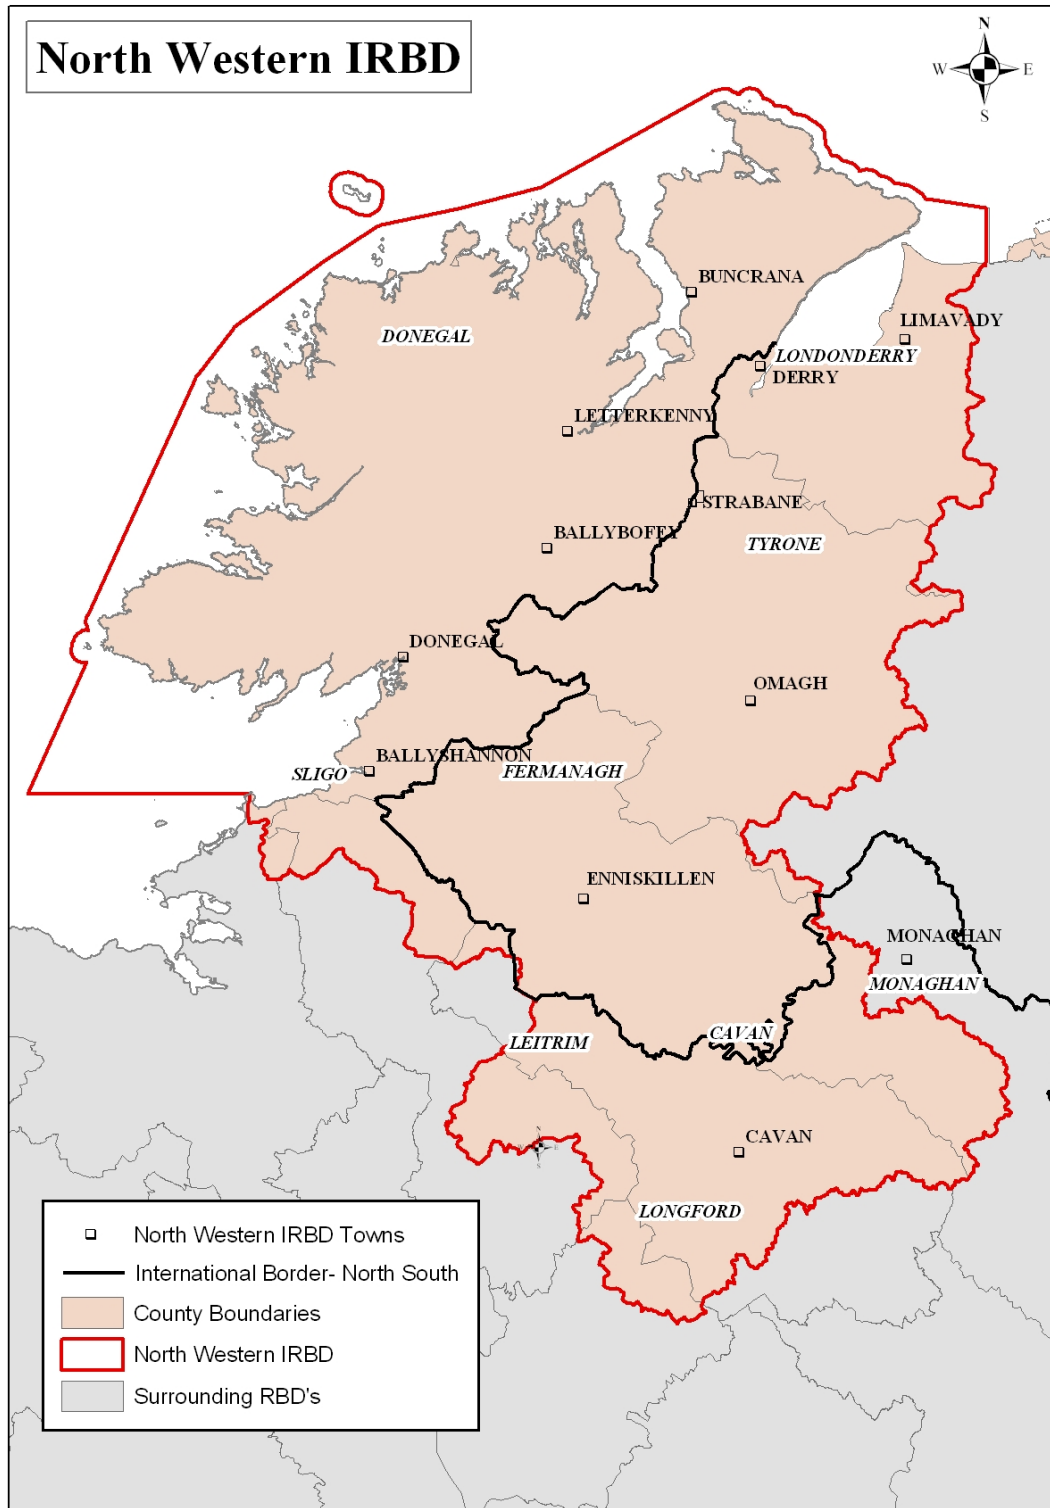 North Western IRBD
N
W E
S
BUNCRANA
LIMAVADY
DONEGAL
LONDONDERRY
DERRY
LETTERKENNY
STRABANE
BALLYBOFFY
TYRONE
DONEGAL
OMAGH
BALLYSHANNON
SLIGO
FERMANAGH
ENNISKILLEN
MONAGHAN
MONAGHAN
LEITRIM
CAVAN
CAVAN
LONGFORD
North Western IRBD Towns
International Border- North South
County Boundaries
North Western IRBD
Surrounding RBD's